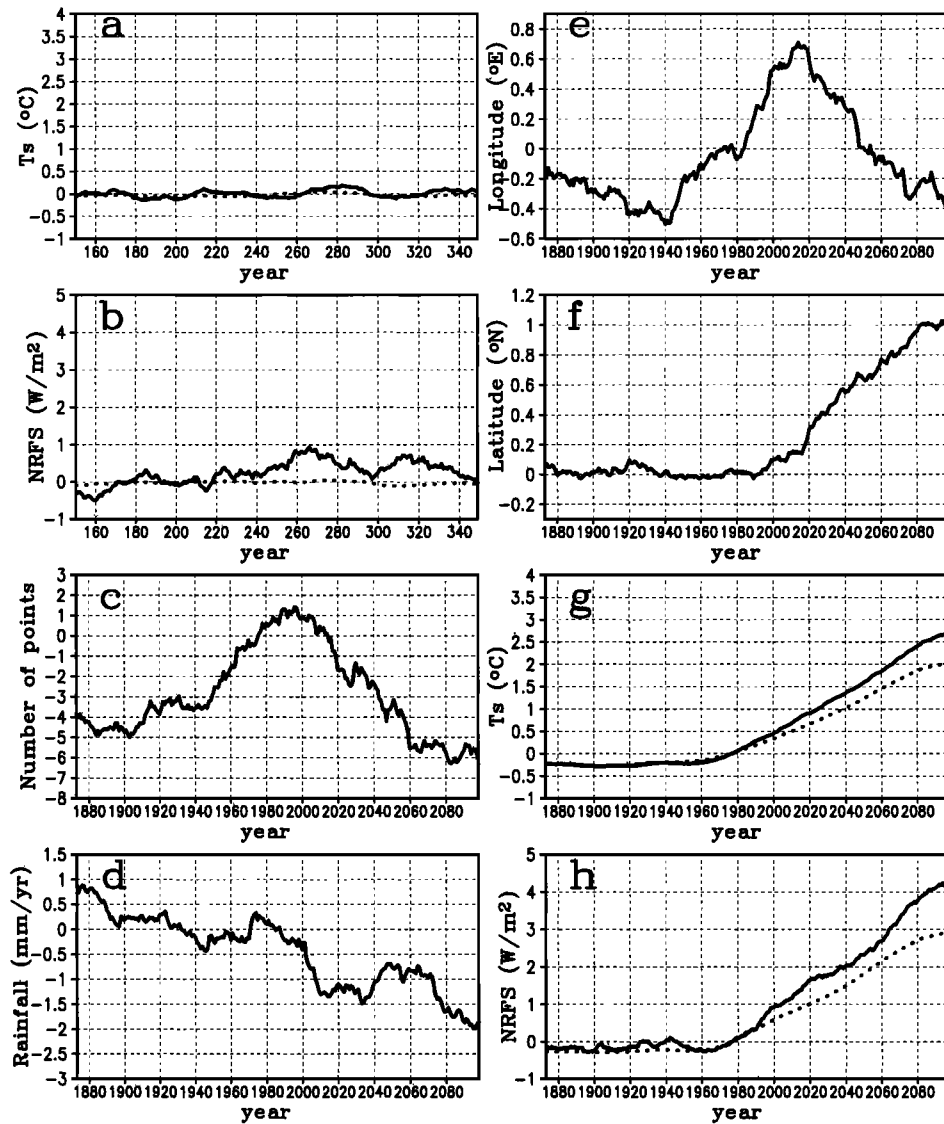 a
Ts (°C)
4
3.5
3
2.5
2
1.5
1
0.5
0
-0.5
-1
160 180 200 220 240 260 280 300 320 340
year
b
NRFS (W/m²)
5
4
3
2
1
0
-1
160 180 200 220 240 260 280 300 320 340
year
c
Number of points
3
2
1
0
-1
-2
-3
-4
-5
-6
-7
-8
1880 1900 1920 1940 1960 1980 2000 2020 2040 2060 2080
year
d
Rainfall (mm/yr)
1.5
1
0.5
0
-0.5
-1
-1.5
-2
-2.5
-3
1880 1900 1920 1940 1960 1980 2000 2020 2040 2060 2080
year
e
Longitude (°E)
0.8
0.6
0.4
0.2
0
-0.2
-0.4
-0.6
1880 1900 1920 1940 1960 1980 2000 2020 2040 2060 2080
year
f
Latitude (°N)
1.2
1
0.8
0.6
0.4
0.2
0
-0.2
1880 1900 1920 1940 1960 1980 2000 2020 2040 2060 2080
year
g
Ts (°C)
4
3.5
3
2.5
2
1.5
1
0.5
0
-0.5
-1
1880 1900 1920 1940 1960 1980 2000 2020 2040 2060 2080
year
h
NRFS (W/m²)
5
4
3
2
1
0
-1
1880 1900 1920 1940 1960 1980 2000 2020 2040 2060 2080
year